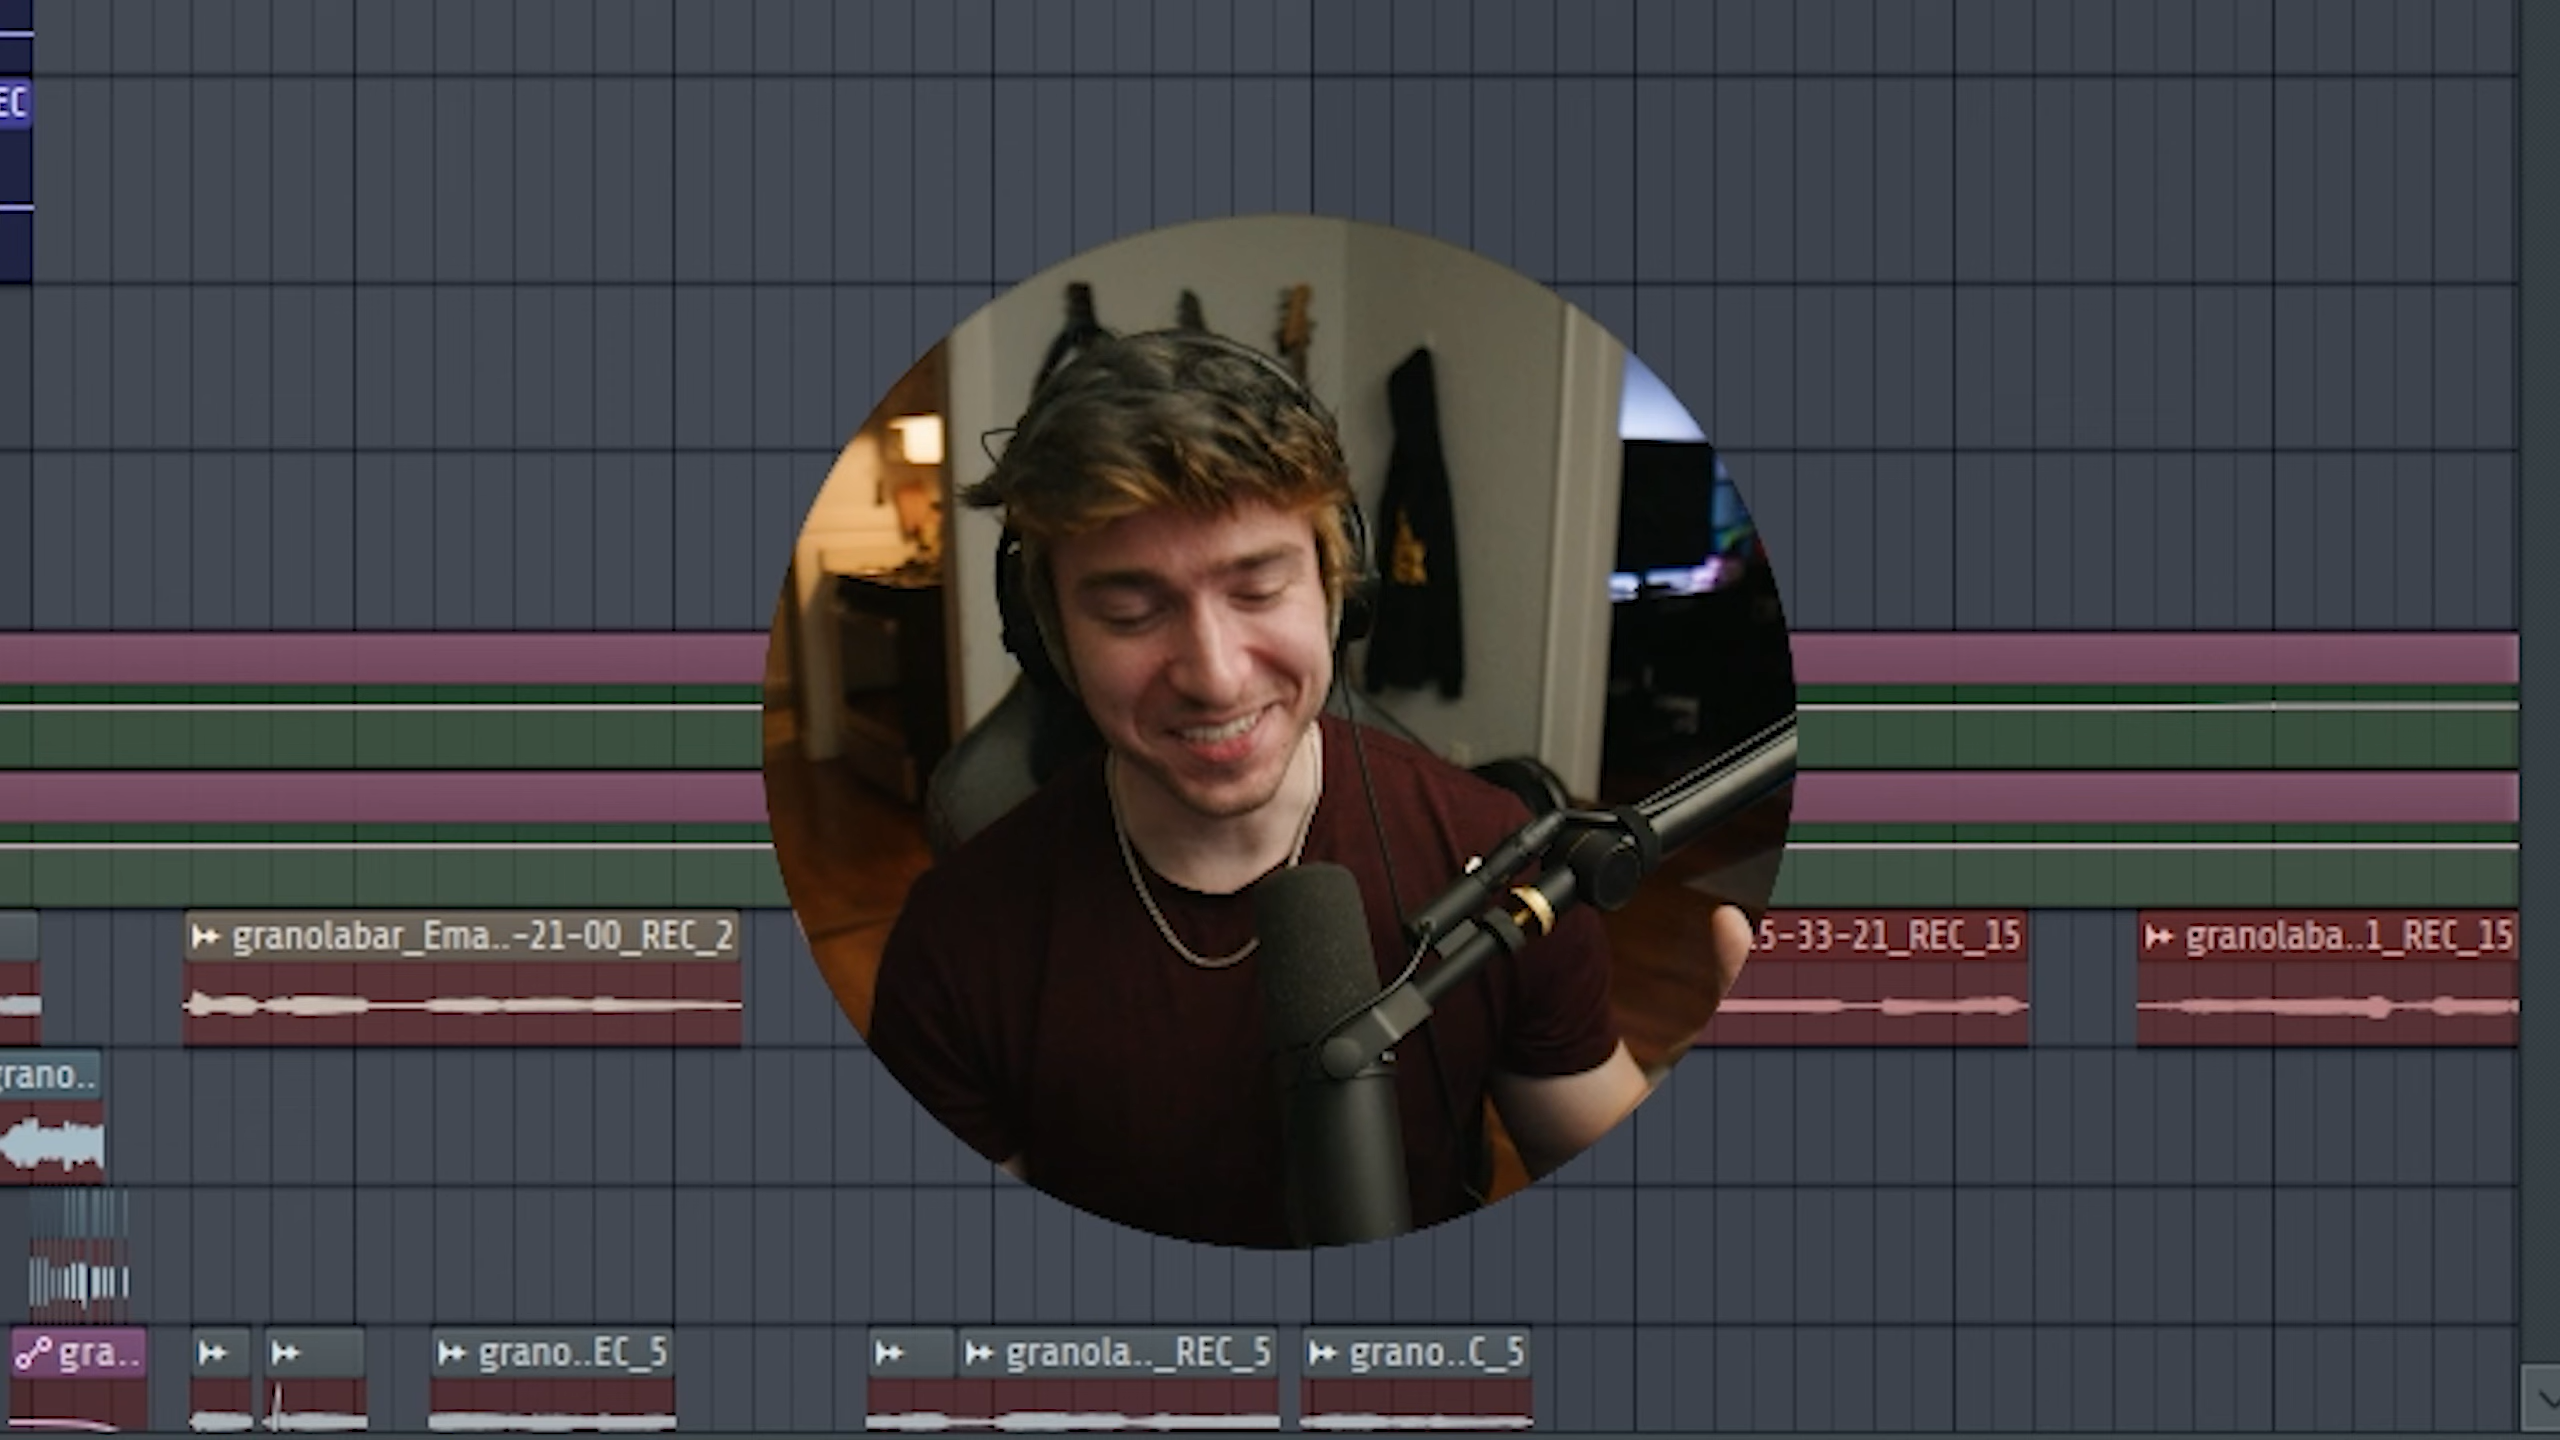 EC
granolabar_Ema..-21-00_REC_2
5-33-21_REC_15
granolaba..1_REC_15
grano..
gra..
grano..EC_5
granola.._REC_5
grano..C_5